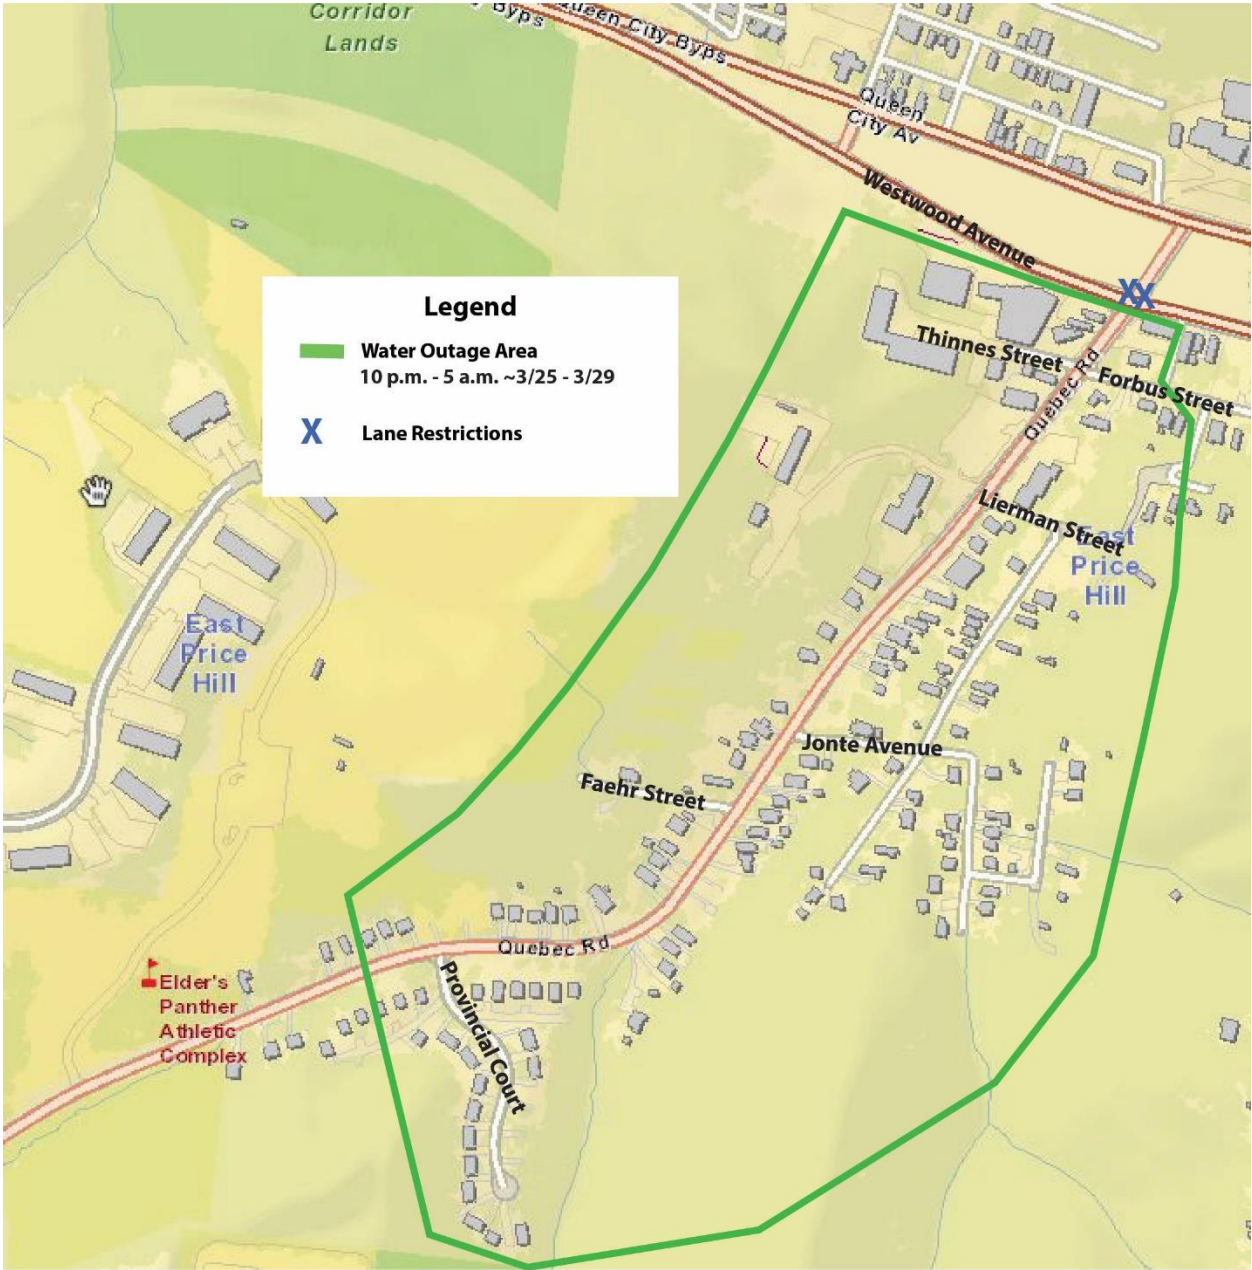 Corridor
Lands
y Byps
Queen City Byps
Queen
City Av
Westwood Avenue
Legend
Water Outage Area
10 p.m. - 5 a.m. ~3/25 - 3/29
X Lane Restrictions
XX
Thinnes Street
Forbus Street
Quebec Rd
Lierman Street
East
Price
Hill
East
Price
Hill
Jonte Avenue
Faehr Street
Quebec Rd
Provincial Court
Elder's
Panther
Athletic
Complex